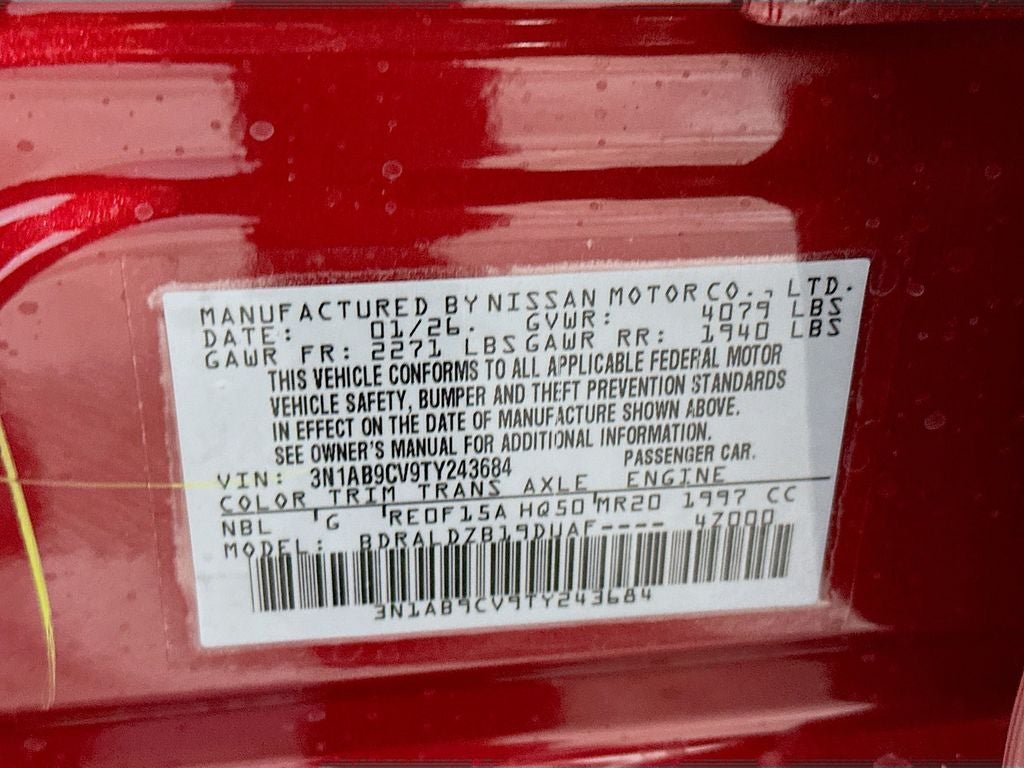 MANUFACTURED BY NISSAN MOTOR CO., LTD.
DATE: 01/26. GVWR: 4079 LBS
GAWR FR: 2271 LBS GAWR RR: 1940 LBS
THIS VEHICLE CONFORMS TO ALL APPLICABLE FEDERAL MOTOR
VEHICLE SAFETY, BUMPER AND THEFT PREVENTION STANDARDS
IN EFFECT ON THE DATE OF MANUFACTURE SHOWN ABOVE.
SEE OWNER'S MANUAL FOR ADDITIONAL INFORMATION.
PASSENGER CAR.
VIN: 3N1AB9CV9TY243684
COLOR TRIM TRANS AXLE ENGINE
NBL G RE0F15A HQ50 MR20 1997 CC
MODEL: BDRALDZB19DUAF---- 47000
3N1AB9CV9TY243684